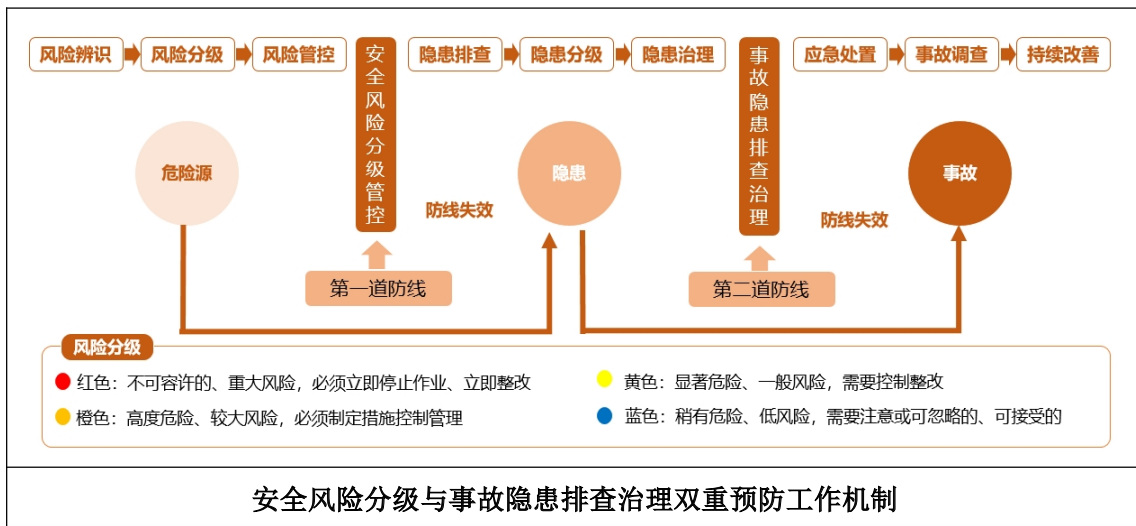 风险辨识
风险分级
风险管控
安全风险分级管控
隐患排查
隐患分级
隐患治理
事故隐患排查治理
应急处置
事故调查
持续改善
危险源
隐患
事故
防线失效
防线失效
第一道防线
第二道防线
风险分级
红色：不可容许的、重大风险，必须立即停止作业、立即整改
黄色：显著危险、一般风险，需要控制整改
橙色：高度危险、较大风险，必须制定措施控制管理
蓝色：稍有危险、低风险，需要注意或可忽略的、可接受的
安全风险分级与事故隐患排查治理双重预防工作机制